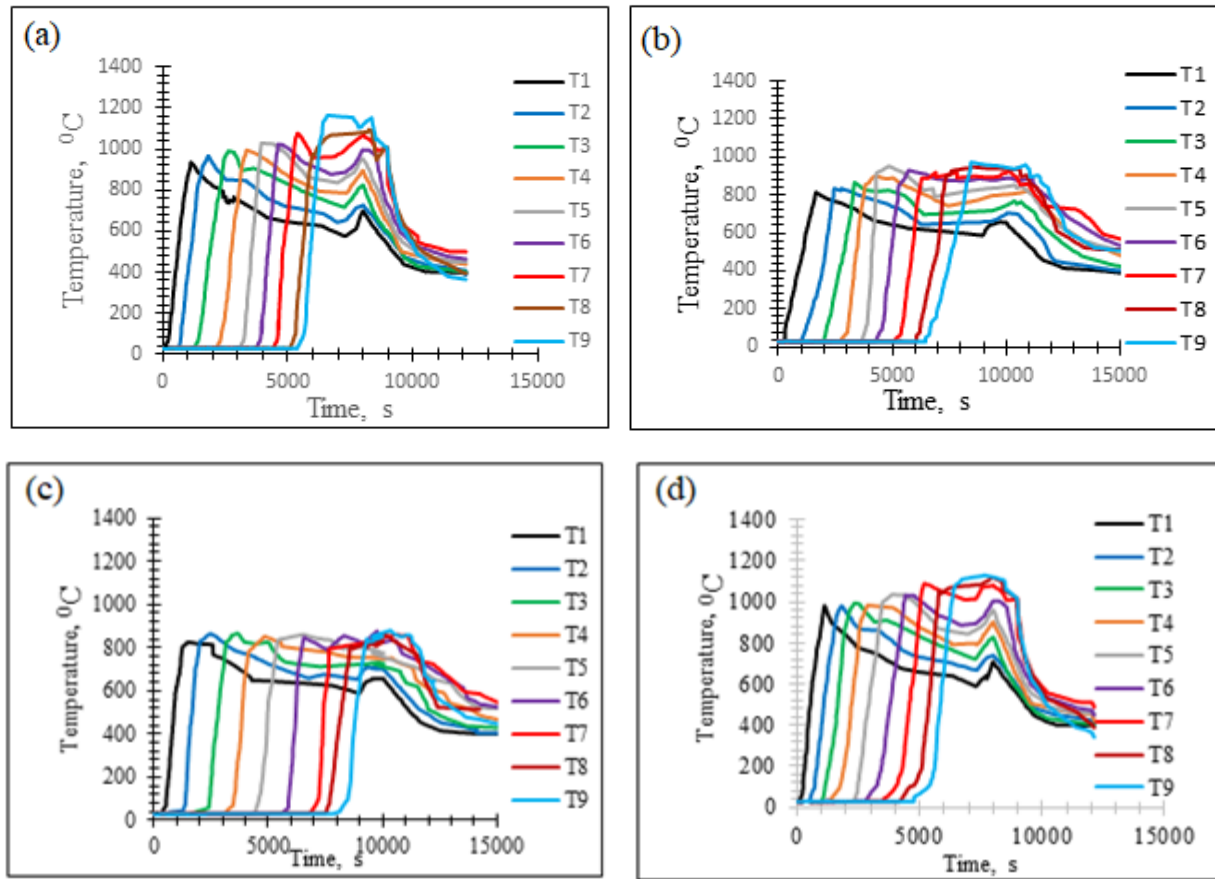 (a)
1400
1200
1000
800
600
400
200
0
Temperature, ⁰C
0 5000 10000 15000
Time, s
T1
T2
T3
T4
T5
T6
T7
T8
T9
(b)
1400
1200
1000
800
600
400
200
0
Temperature, ⁰C
0 5000 10000 15000
Time, s
T1
T2
T3
T4
T5
T6
T7
T8
T9
(c)
1400
1200
1000
800
600
400
200
0
Temperature, ⁰C
0 5000 10000 15000
Time, s
T1
T2
T3
T4
T5
T6
T7
T8
T9
(d)
1400
1200
1000
800
600
400
200
0
Temperature, ⁰C
0 5000 10000 15000
Time, s
T1
T2
T3
T4
T5
T6
T7
T8
T9